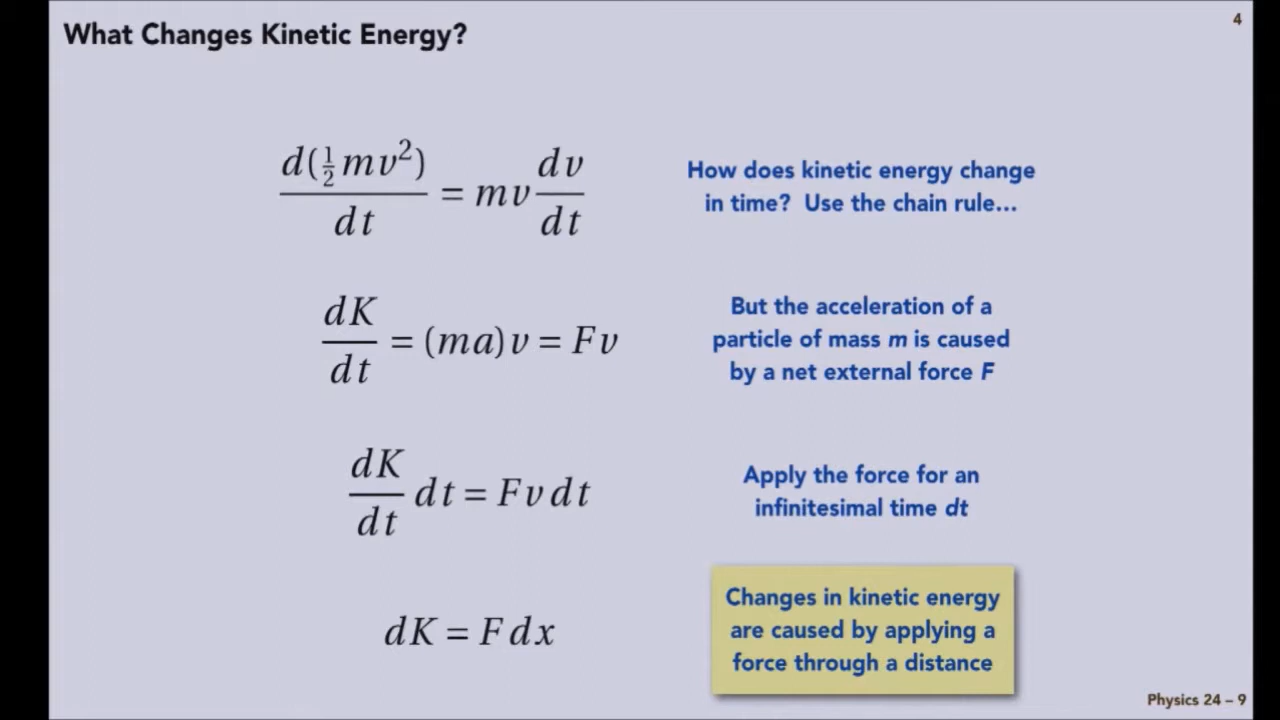 What Changes Kinetic Energy?
4
d(½mv²)/dt = mv dv/dt
How does kinetic energy change
in time? Use the chain rule...
dK/dt = (ma)v = Fv
But the acceleration of a
particle of mass m is caused
by a net external force F
dK/dt dt = Fv dt
Apply the force for an
infinitesimal time dt
dK = F dx
Changes in kinetic energy
are caused by applying a
force through a distance
Physics 24 – 9